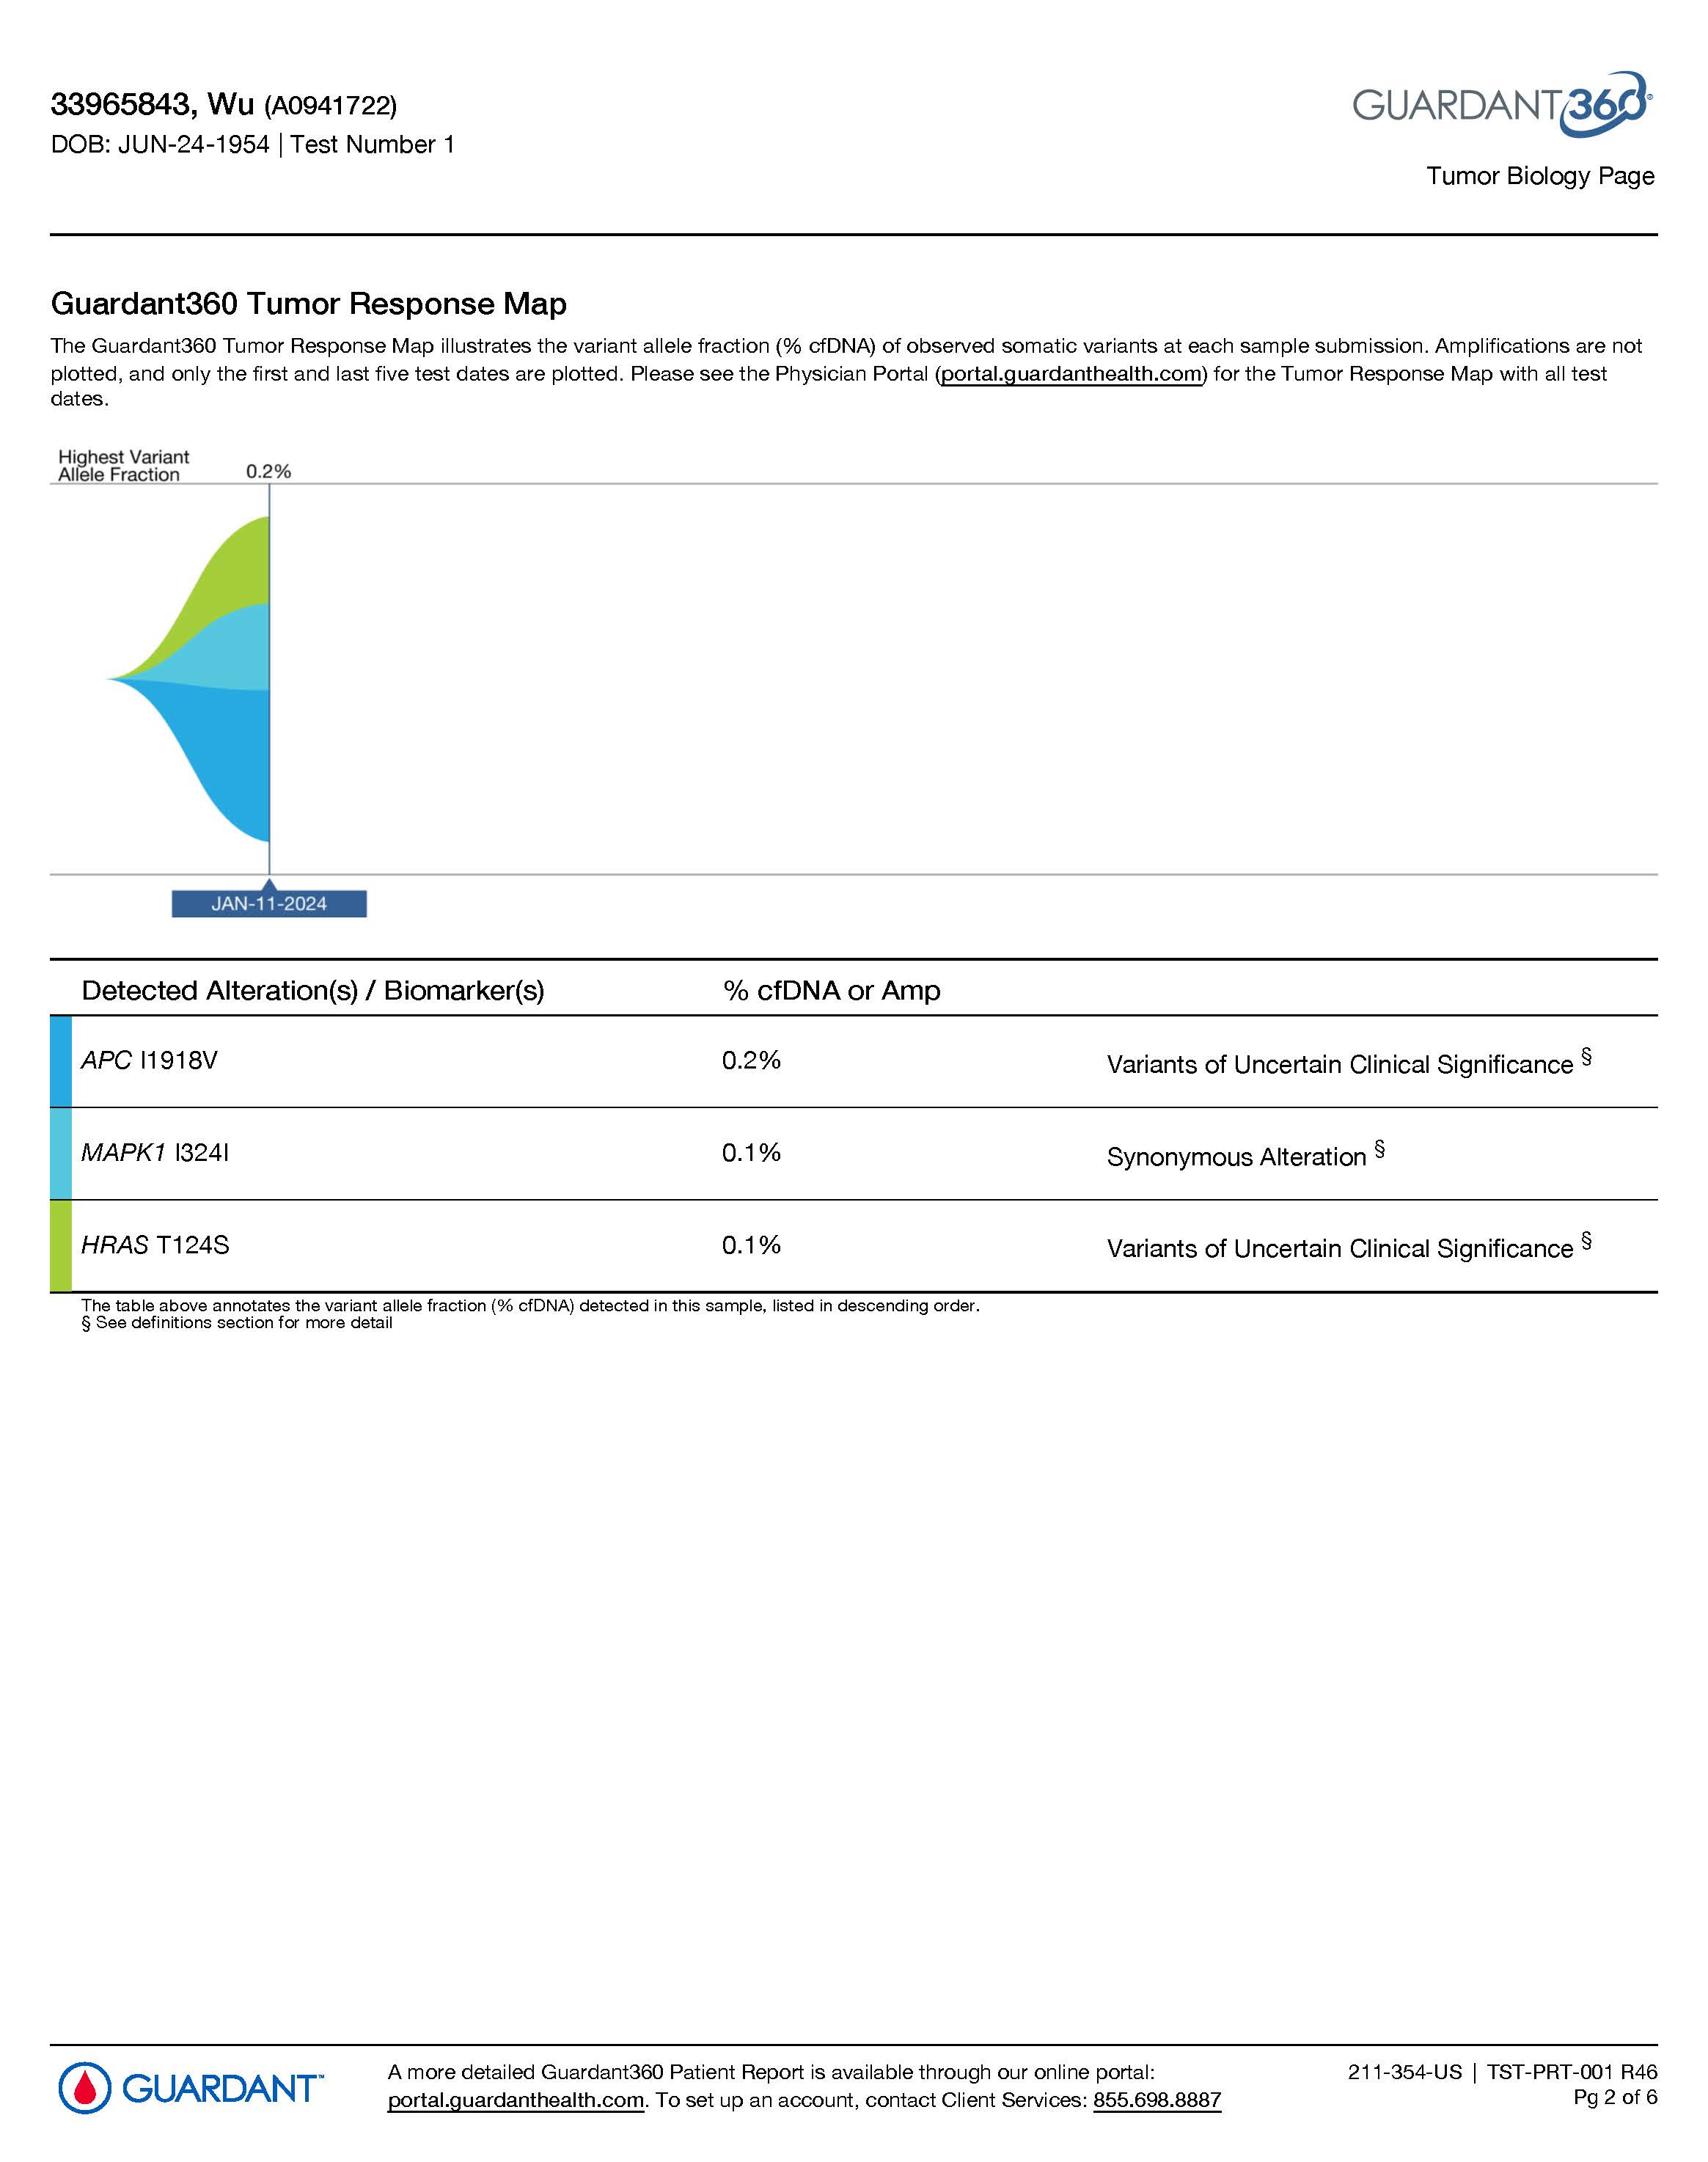 33965843, Wu (A0941722)
DOB: JUN-24-1954 | Test Number 1
GUARDANT360®
Tumor Biology Page
Guardant360 Tumor Response Map
The Guardant360 Tumor Response Map illustrates the variant allele fraction (% cfDNA) of observed somatic variants at each sample submission. Amplifications are not
plotted, and only the first and last five test dates are plotted. Please see the Physician Portal (portal.guardanthealth.com) for the Tumor Response Map with all test
dates.
Highest Variant
Allele Fraction
0.2%
JAN-11-2024
Detected Alteration(s) / Biomarker(s) % cfDNA or Amp
APC I1918V 0.2% Variants of Uncertain Clinical Significance §
MAPK1 I324I 0.1% Synonymous Alteration §
HRAS T124S 0.1% Variants of Uncertain Clinical Significance §
The table above annotates the variant allele fraction (% cfDNA) detected in this sample, listed in descending order.
§ See definitions section for more detail
GUARDANT™
A more detailed Guardant360 Patient Report is available through our online portal:
portal.guardanthealth.com. To set up an account, contact Client Services: 855.698.8887
211-354-US | TST-PRT-001 R46
Pg 2 of 6